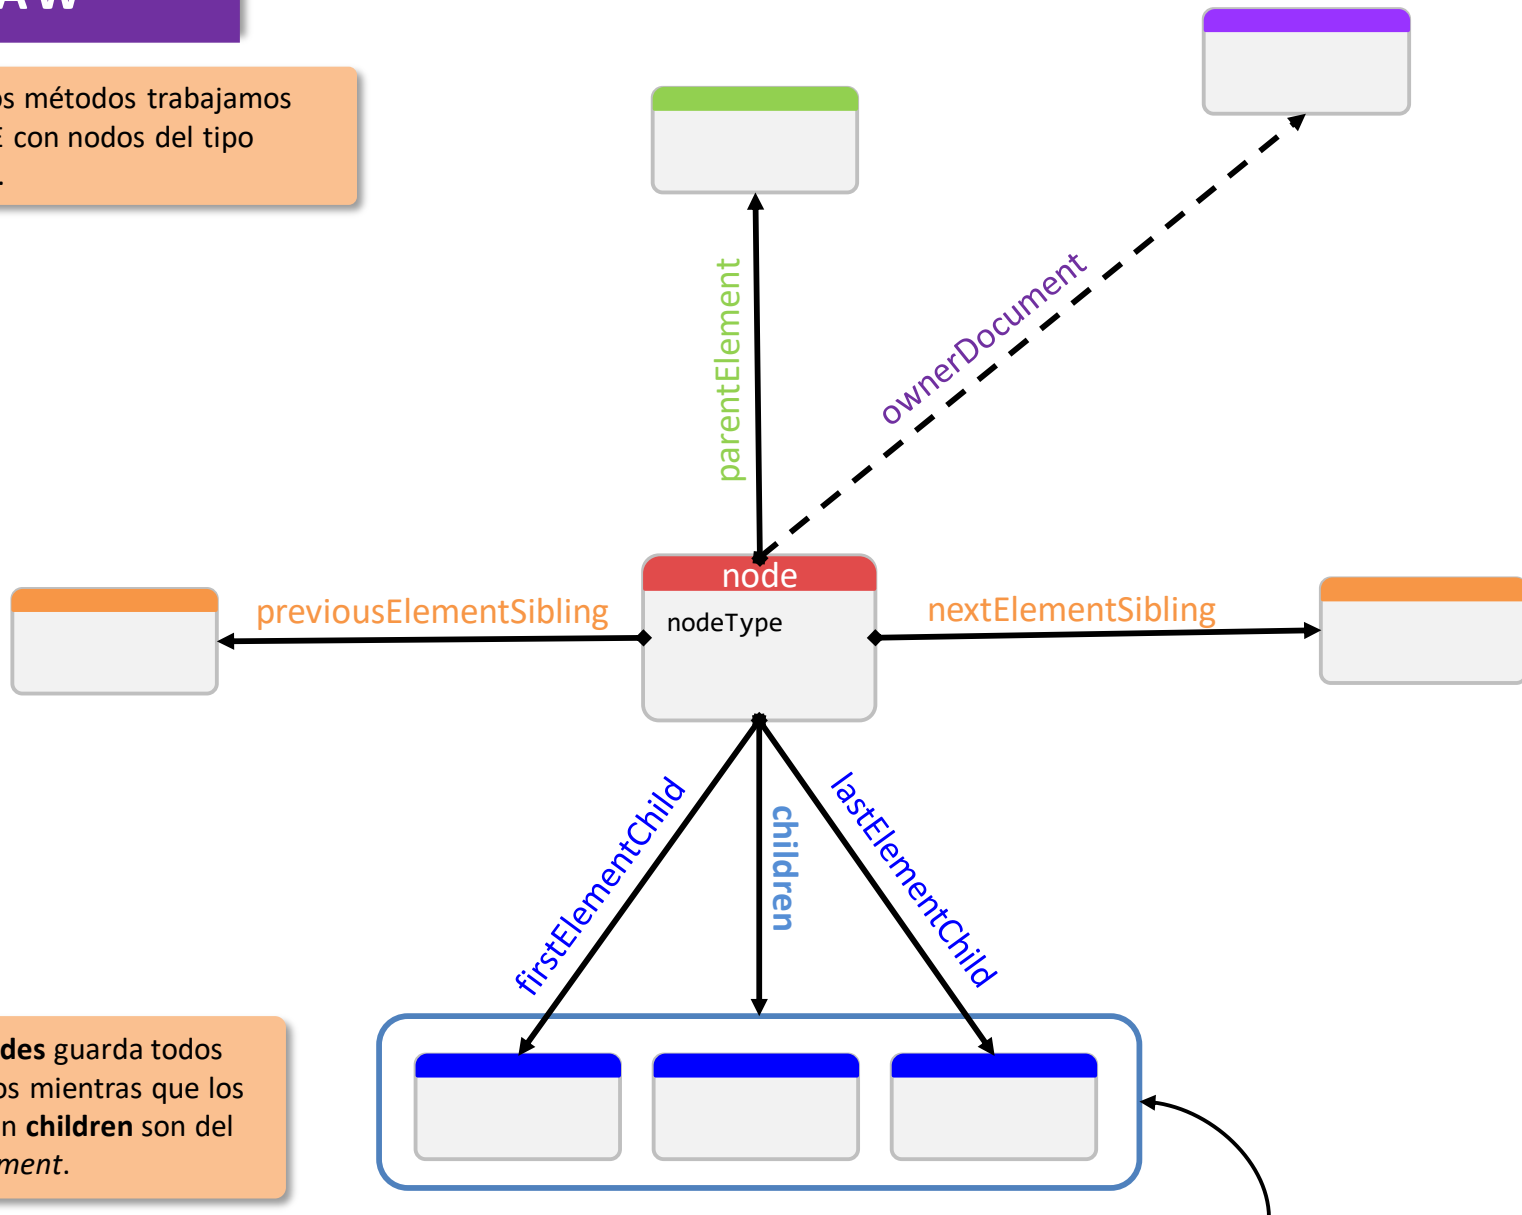 AW
os métodos trabajamos
con nodos del tipo
.
parentElement
ownerDocument
node
nodeType
previousElementSibling
nextElementSibling
firstElementChild
children
lastElementChild
des guarda todos
os mientras que los
n children son del
ment.